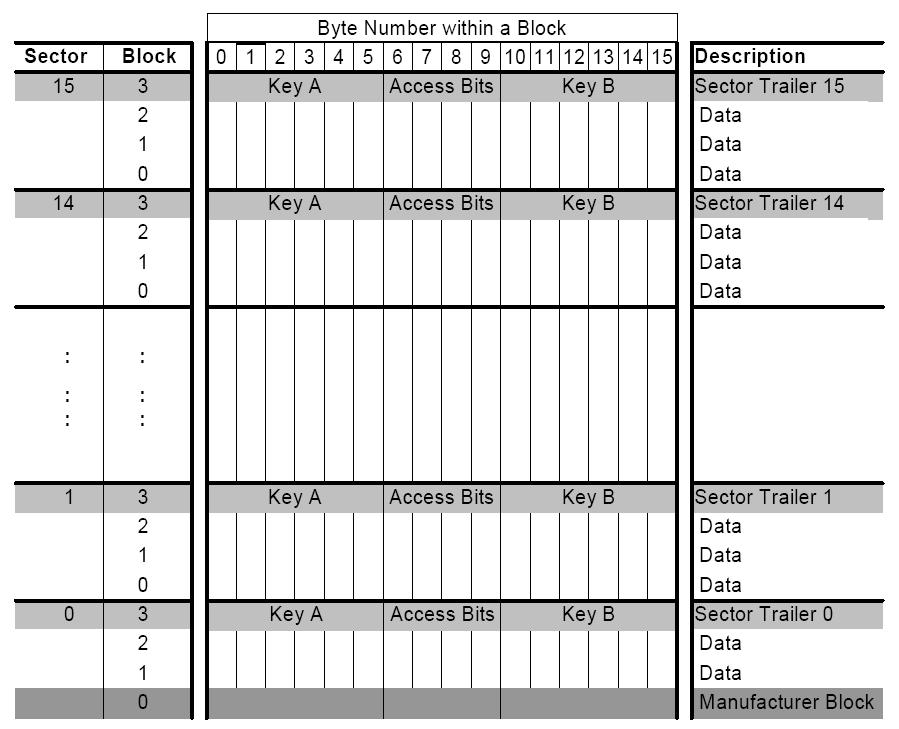 Byte Number within a Block
Sector Block 0 1 2 3 4 5 6 7 8 9 10 11 12 13 14 15 Description
15 3 Key A Access Bits Key B Sector Trailer 15
2 Data
1 Data
0 Data
14 3 Key A Access Bits Key B Sector Trailer 14
2 Data
1 Data
0 Data
: :
: :
: :
1 3 Key A Access Bits Key B Sector Trailer 1
2 Data
1 Data
0 Data
0 3 Key A Access Bits Key B Sector Trailer 0
2 Data
1 Data
0 Manufacturer Block